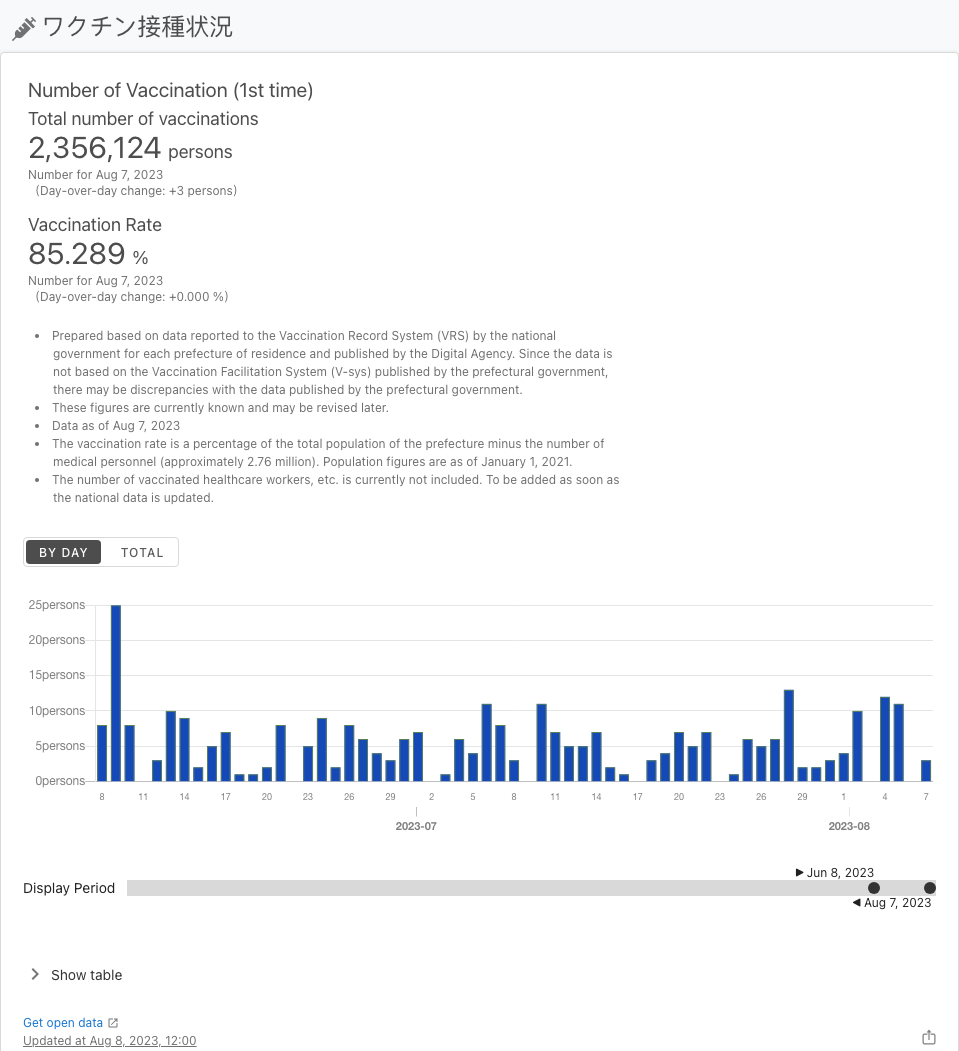 ワクチン接種状況
Number of Vaccination (1st time)
Total number of vaccinations
2,356,124 persons
Number for Aug 7, 2023
(Day-over-day change: +3 persons)
Vaccination Rate
85.289 %
Number for Aug 7, 2023
(Day-over-day change: +0.000 %)
• Prepared based on data reported to the Vaccination Record System (VRS) by the national
government for each prefecture of residence and published by the Digital Agency. Since the data is
not based on the Vaccination Facilitation System (V-sys) published by the prefectural government,
there may be discrepancies with the data published by the prefectural government.
• These figures are currently known and may be revised later.
• Data as of Aug 7, 2023
• The vaccination rate is a percentage of the total population of the prefecture minus the number of
medical personnel (approximately 2.76 million). Population figures are as of January 1, 2021.
• The number of vaccinated healthcare workers, etc. is currently not included. To be added as soon as
the national data is updated.
BY DAY TOTAL
25persons
20persons
15persons
10persons
5persons
0persons
8 11 14 17 20 23 26 29 2 5 8 11 14 17 20 23 26 29 1 4 7
2023-07 2023-08
Jun 8, 2023
Display Period
Aug 7, 2023
Show table
Get open data
Updated at Aug 8, 2023, 12:00